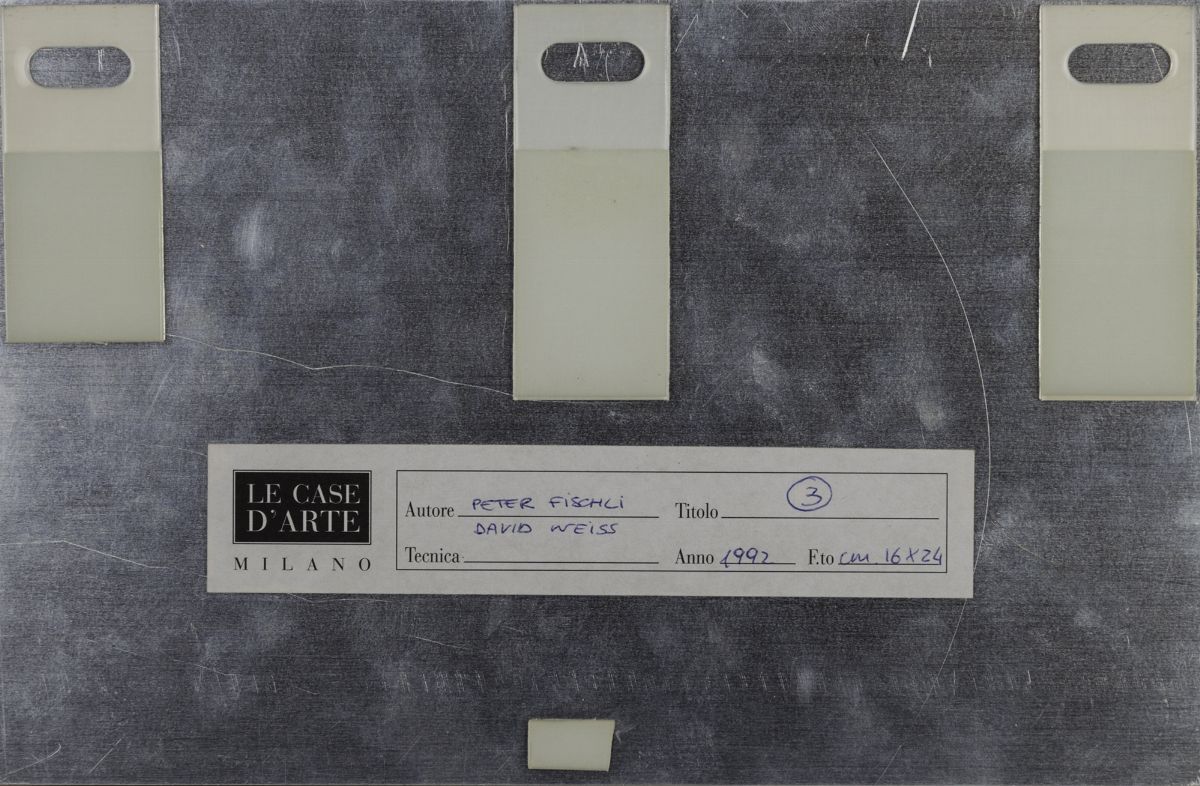 LE CASE
D'ARTE
MILANO
Autore PETER FISCHLI
DAVID WEISS
Tecnica
Titolo 3
Anno 1992 F.to cm. 16X24